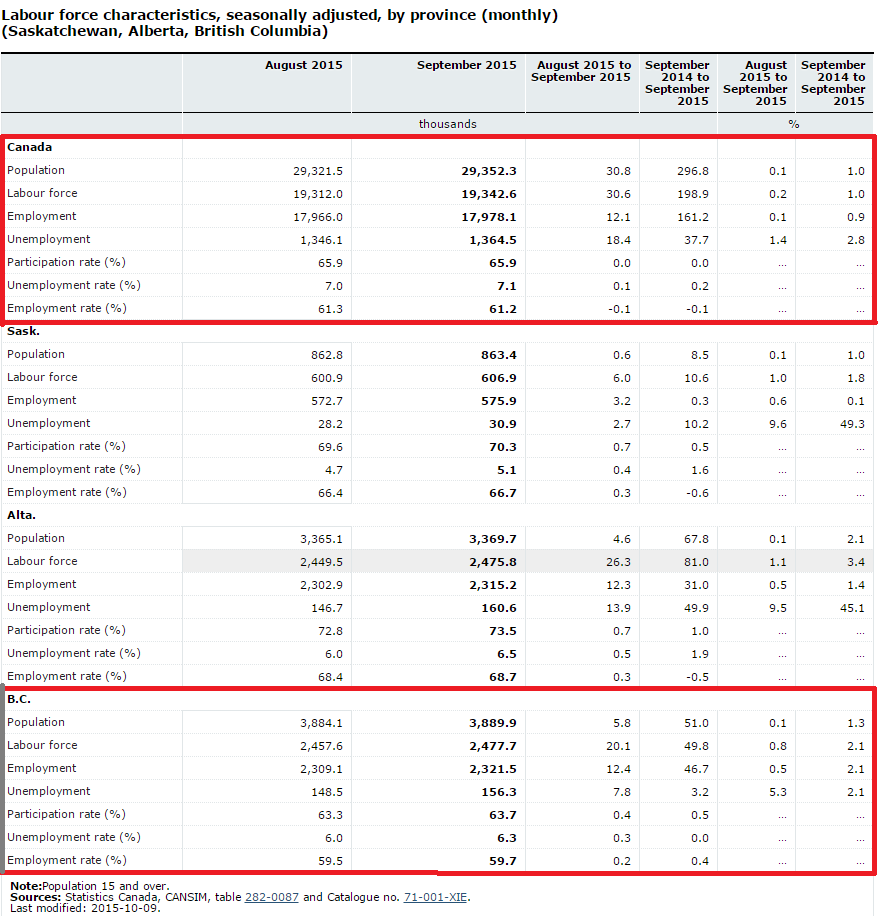 Labour force characteristics, seasonally adjusted, by province (monthly)
(Saskatchewan, Alberta, British Columbia)
August 2015 September 2015 August 2015 to September 2015 September 2014 to September 2015 August 2015 to September 2015 September 2014 to September 2015
thousands %
Canada
Population 29,321.5 29,352.3 30.8 296.8 0.1 1.0
Labour force 19,312.0 19,342.6 30.6 198.9 0.2 1.0
Employment 17,966.0 17,978.1 12.1 161.2 0.1 0.9
Unemployment 1,346.1 1,364.5 18.4 37.7 1.4 2.8
Participation rate (%) 65.9 65.9 0.0 0.0 ... ...
Unemployment rate (%) 7.0 7.1 0.1 0.2 ... ...
Employment rate (%) 61.3 61.2 -0.1 -0.1 ... ...
Sask.
Population 862.8 863.4 0.6 8.5 0.1 1.0
Labour force 600.9 606.9 6.0 10.6 1.0 1.8
Employment 572.7 575.9 3.2 0.3 0.6 0.1
Unemployment 28.2 30.9 2.7 10.2 9.6 49.3
Participation rate (%) 69.6 70.3 0.7 0.5 ... ...
Unemployment rate (%) 4.7 5.1 0.4 1.6 ... ...
Employment rate (%) 66.4 66.7 0.3 -0.6 ... ...
Alta.
Population 3,365.1 3,369.7 4.6 67.8 0.1 2.1
Labour force 2,449.5 2,475.8 26.3 81.0 1.1 3.4
Employment 2,302.9 2,315.2 12.3 31.0 0.5 1.4
Unemployment 146.7 160.6 13.9 49.9 9.5 45.1
Participation rate (%) 72.8 73.5 0.7 1.0 ... ...
Unemployment rate (%) 6.0 6.5 0.5 1.9 ... ...
Employment rate (%) 68.4 68.7 0.3 -0.5 ... ...
B.C.
Population 3,884.1 3,889.9 5.8 51.0 0.1 1.3
Labour force 2,457.6 2,477.7 20.1 49.8 0.8 2.1
Employment 2,309.1 2,321.5 12.4 46.7 0.5 2.1
Unemployment 148.5 156.3 7.8 3.2 5.3 2.1
Participation rate (%) 63.3 63.7 0.4 0.5 ... ...
Unemployment rate (%) 6.0 6.3 0.3 0.0 ... ...
Employment rate (%) 59.5 59.7 0.2 0.4 ... ...
Note:Population 15 and over.
Sources: Statistics Canada, CANSIM, table 282-0087 and Catalogue no. 71-001-XIE.
Last modified: 2015-10-09.